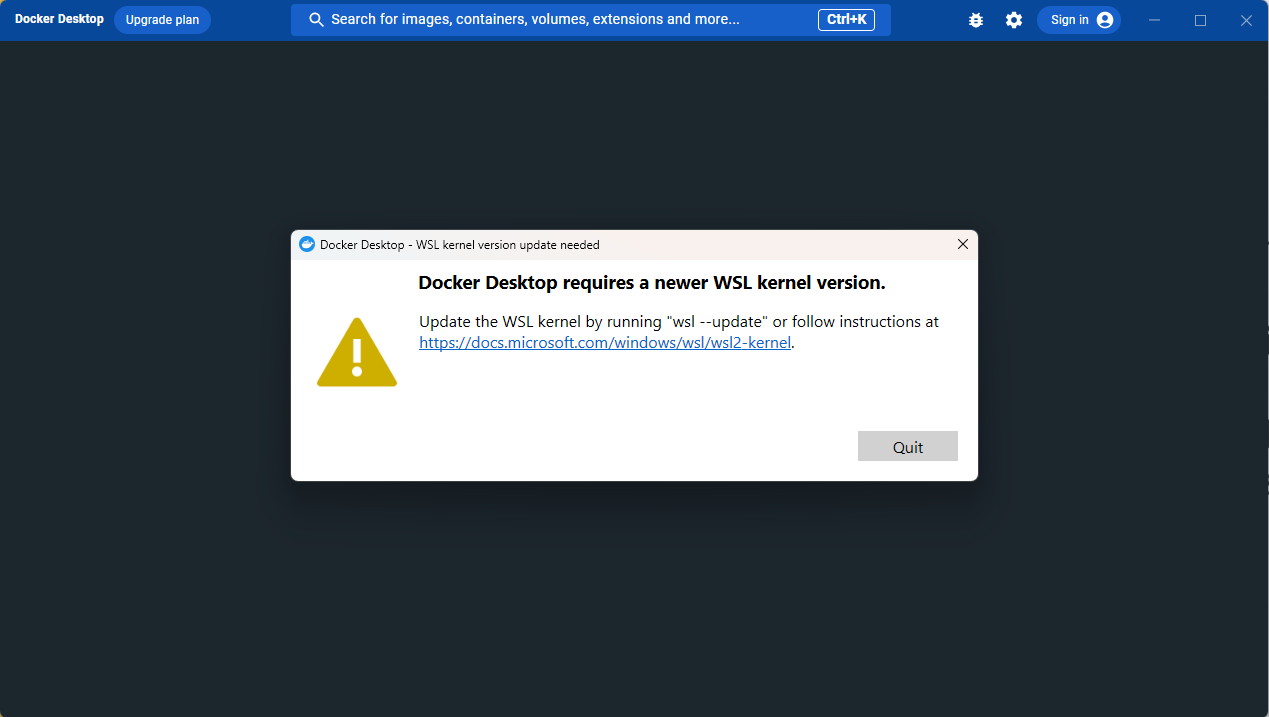 Docker Desktop Upgrade plan Search for images, containers, volumes, extensions and more... Ctrl+K Sign in
Docker Desktop - WSL kernel version update needed
Docker Desktop requires a newer WSL kernel version.
Update the WSL kernel by running "wsl --update" or follow instructions at
https://docs.microsoft.com/windows/wsl/wsl2-kernel.
Quit